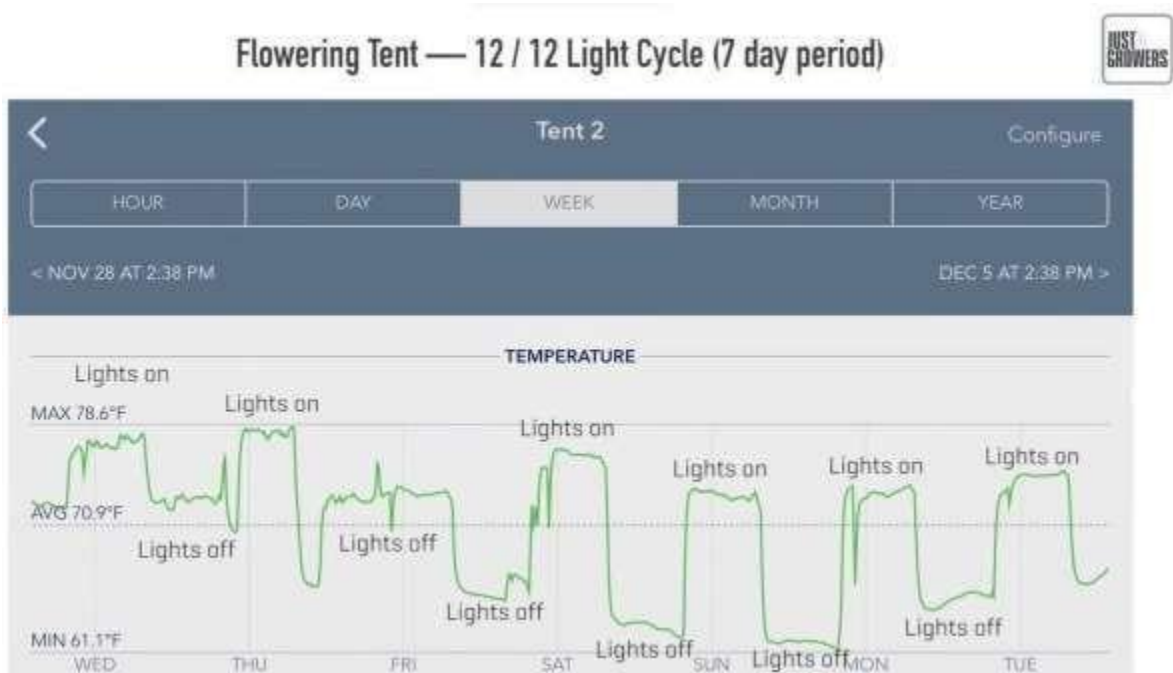 Flowering Tent — 12 / 12 Light Cycle (7 day period)
JUST
GROWERS
Tent 2
Configure
HOUR DAY WEEK MONTH YEAR
< NOV 28 AT 2:38 PM
DEC 5 AT 2:38 PM >
TEMPERATURE
Lights on
Lights on
MAX 78.6°F
Lights on
Lights on
Lights on
Lights on
AVG 70.9°F
Lights off
Lights off
Lights off
Lights off
Lights off
Lights off
MIN 61.1°F
WED THU FRI SAT SUN MON TUE